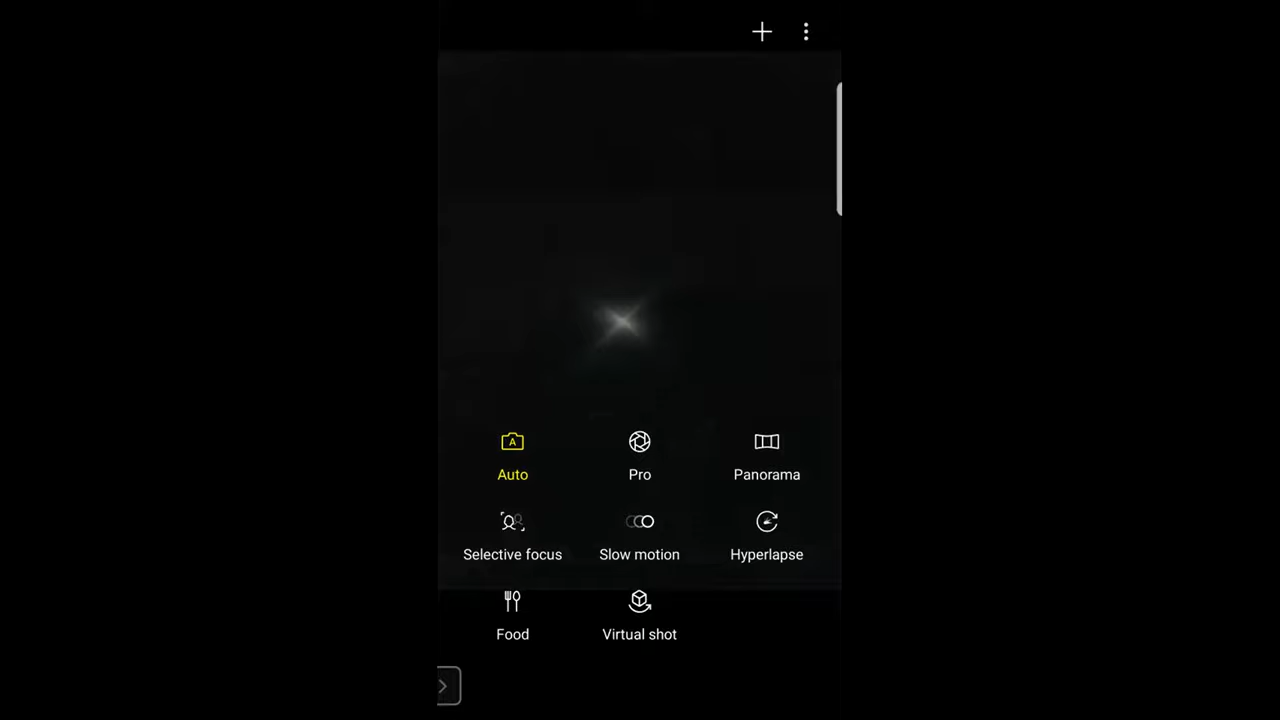 Auto
Pro
Panorama
Selective focus
Slow motion
Hyperlapse
Food
Virtual shot